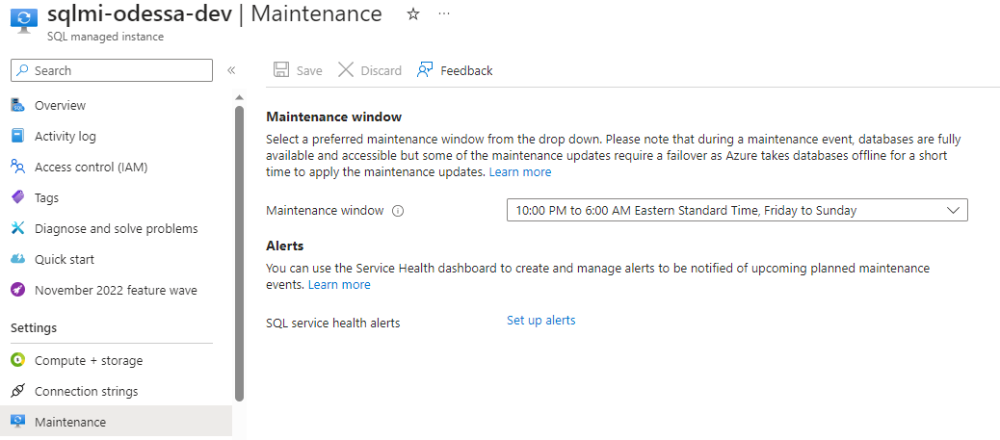 sqlmi-odessa-dev | Maintenance
SQL managed instance
Search
Overview
Activity log
Access control (IAM)
Tags
Diagnose and solve problems
Quick start
November 2022 feature wave
Settings
Compute + storage
Connection strings
Maintenance
Save
Discard
Feedback
Maintenance window
Select a preferred maintenance window from the drop down. Please note that during a maintenance event, databases are fully
available and accessible but some of the maintenance updates require a failover as Azure takes databases offline for a short
time to apply the maintenance updates. Learn more
Maintenance window
10:00 PM to 6:00 AM Eastern Standard Time, Friday to Sunday
Alerts
You can use the Service Health dashboard to create and manage alerts to be notified of upcoming planned maintenance
events. Learn more
SQL service health alerts
Set up alerts